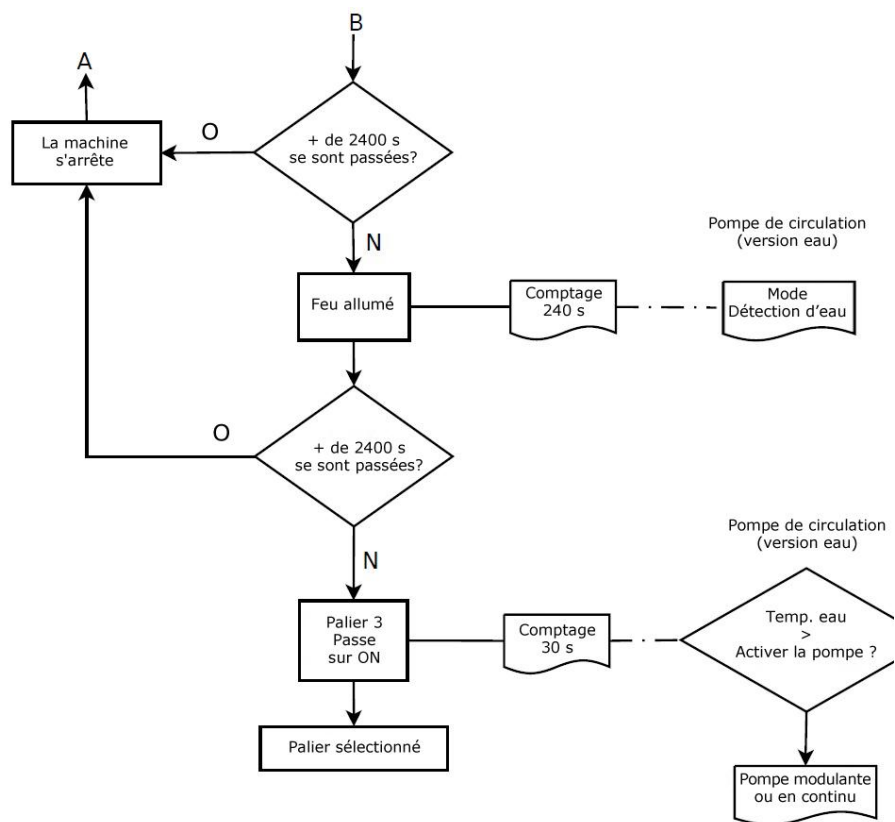 B
A
La machine
s'arrête
O
+ de 2400 s
se sont passées?
N
Pompe de circulation
(version eau)
Feu allumé
Comptage
240 s
Mode
Détection d'eau
O
+ de 2400 s
se sont passées?
N
Pompe de circulation
(version eau)
Palier 3
Passe
sur ON
Comptage
30 s
Temp. eau
>
Activer la pompe ?
Palier sélectionné
Pompe modulante
ou en continu